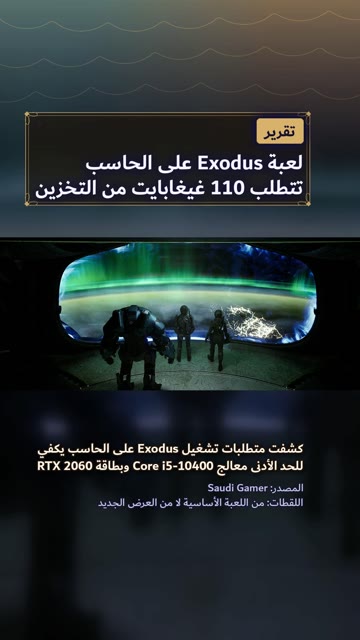 تقرير
لعبة Exodus على الحاسب
تتطلب 110 غيغابايت من التخزين
كشفت متطلبات تشغيل Exodus على الحاسب يكفي
للحد الأدنى معالج Core i5-10400 وبطاقة RTX 2060
المصدر: Saudi Gamer
اللقطات: من اللعبة الأساسية لا من العرض الجديد